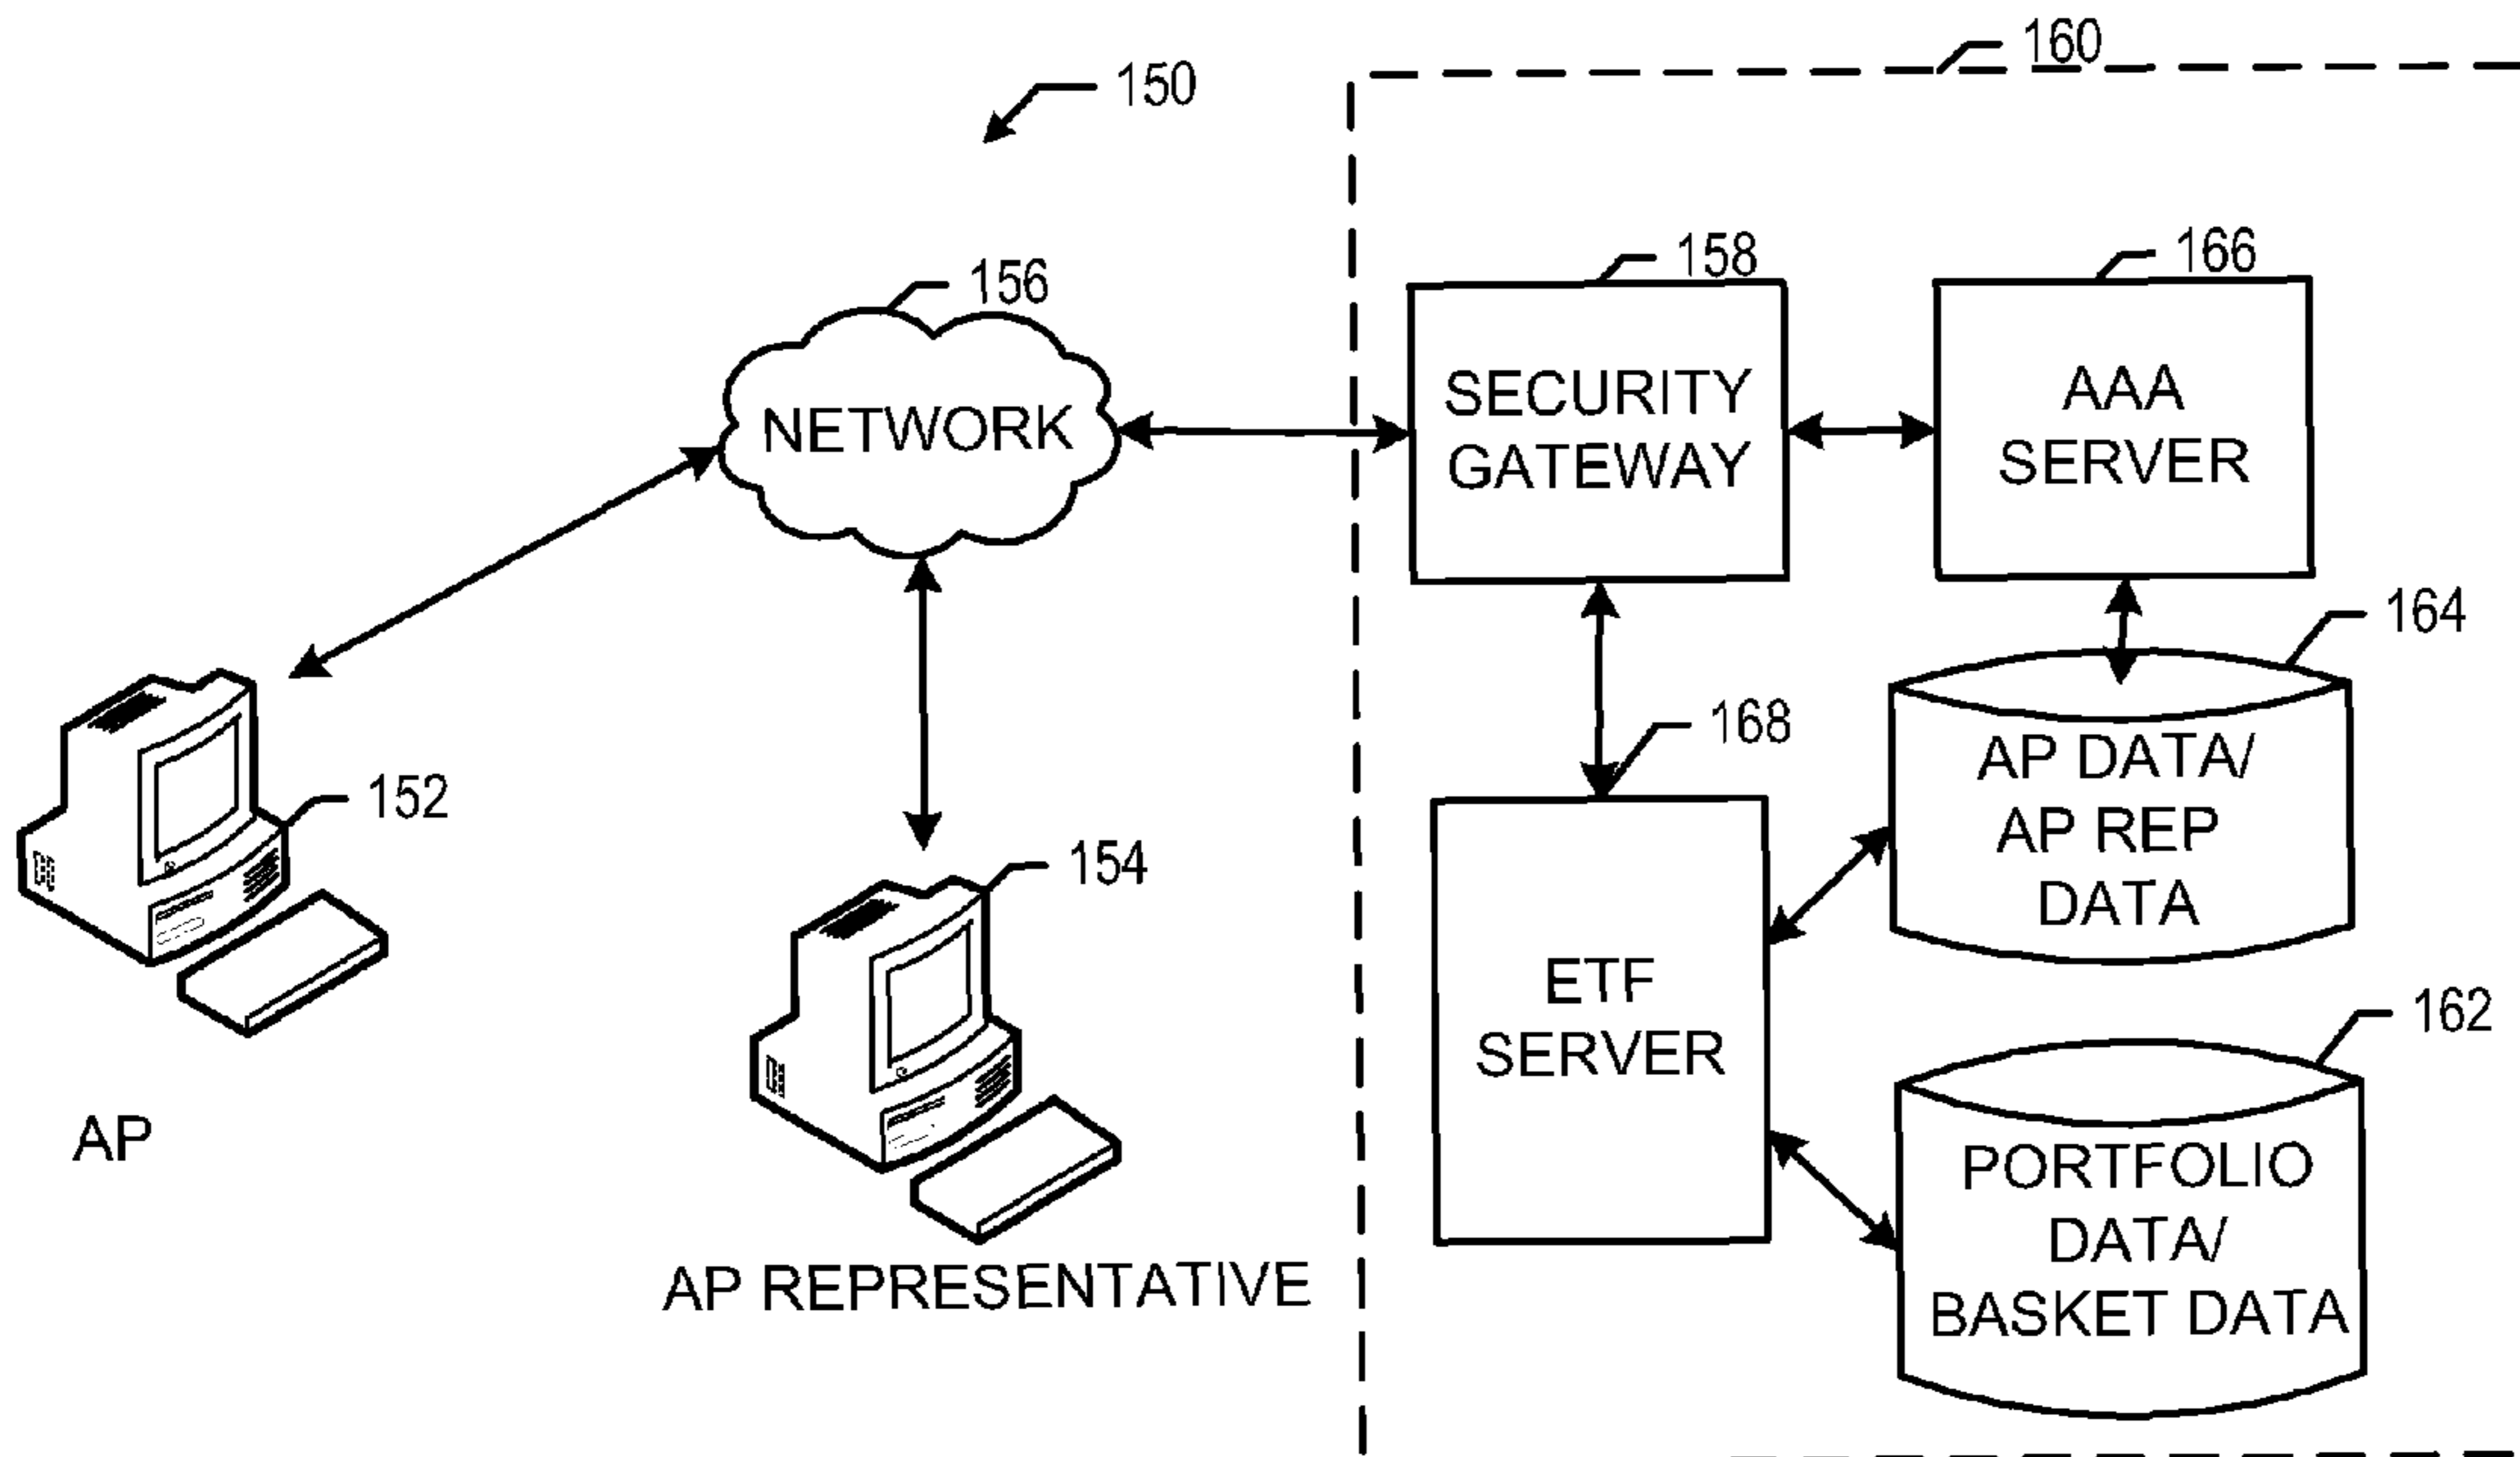 160
150
158
166
156
SECURITY
GATEWAY
AAA
SERVER
NETWORK
164
168
AP DATA/
AP REP
DATA
152
154
ETF
SERVER
162
AP
PORTFOLIO
DATA/
BASKET DATA
AP REPRESENTATIVE